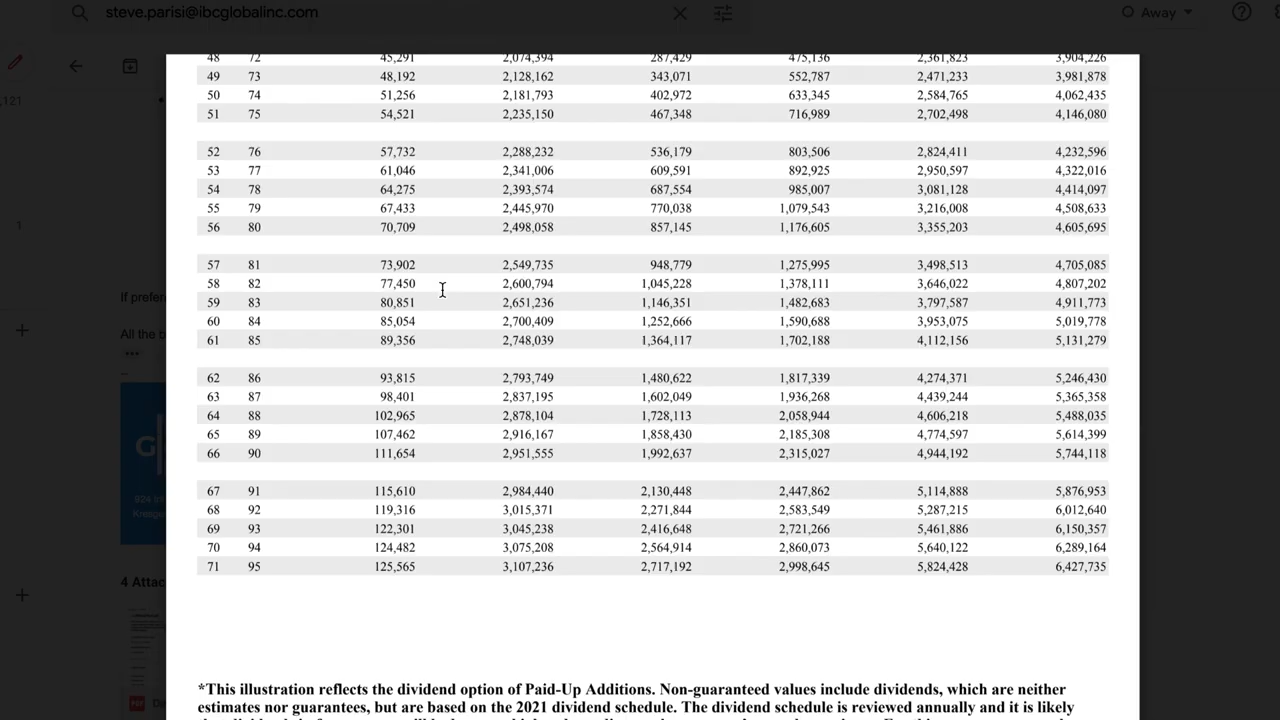 steve.parisi@ibcglobalinc.com
Away
,121
48 72 45,291 2,074,394 287,429 475,136 2,361,823 3,904,226
49 73 48,192 2,128,162 343,071 552,787 2,471,233 3,981,878
50 74 51,256 2,181,793 402,972 633,345 2,584,765 4,062,435
51 75 54,521 2,235,150 467,348 716,989 2,702,498 4,146,080
52 76 57,732 2,288,232 536,179 803,506 2,824,411 4,232,596
53 77 61,046 2,341,006 609,591 892,925 2,950,597 4,322,016
54 78 64,275 2,393,574 687,554 985,007 3,081,128 4,414,097
55 79 67,433 2,445,970 770,038 1,079,543 3,216,008 4,508,633
1
56 80 70,709 2,498,058 857,145 1,176,605 3,355,203 4,605,695
57 81 73,902 2,549,735 948,779 1,275,995 3,498,513 4,705,085
58 82 77,450 2,600,794 1,045,228 1,378,111 3,646,022 4,807,202
If prefer
59 83 80,851 2,651,236 1,146,351 1,482,683 3,797,587 4,911,773
60 84 85,054 2,700,409 1,252,666 1,590,688 3,953,075 5,019,778
All the b
61 85 89,356 2,748,039 1,364,117 1,702,188 4,112,156 5,131,279
62 86 93,815 2,793,749 1,480,622 1,817,339 4,274,371 5,246,430
63 87 98,401 2,837,195 1,602,049 1,936,268 4,439,244 5,365,358
64 88 102,965 2,878,104 1,728,113 2,058,944 4,606,218 5,488,035
65 89 107,462 2,916,167 1,858,430 2,185,308 4,774,597 5,614,399
G
66 90 111,654 2,951,555 1,992,637 2,315,027 4,944,192 5,744,118
67 91 115,610 2,984,440 2,130,448 2,447,862 5,114,888 5,876,953
68 92 119,316 3,015,371 2,271,844 2,583,549 5,287,215 6,012,640
69 93 122,301 3,045,238 2,416,648 2,721,266 5,461,886 6,150,357
70 94 124,482 3,075,208 2,564,914 2,860,073 5,640,122 6,289,164
71 95 125,565 3,107,236 2,717,192 2,998,645 5,824,428 6,427,735
4 Attac
*This illustration reflects the dividend option of Paid-Up Additions. Non-guaranteed values include dividends, which are neither
estimates nor guarantees, but are based on the 2021 dividend schedule. The dividend schedule is reviewed annually and it is likely